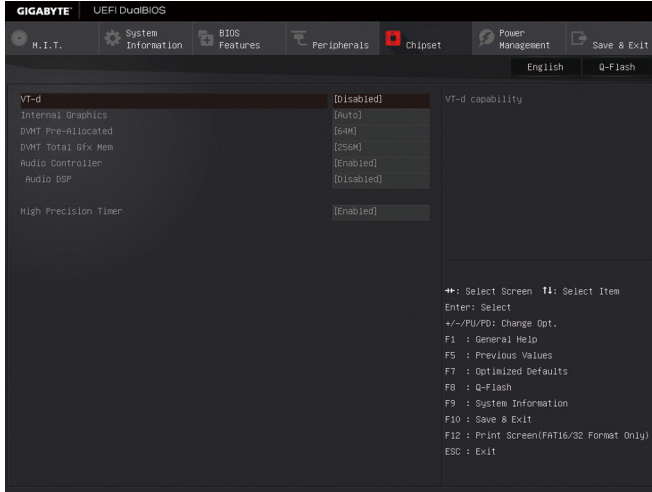 GIGABYTE™ UEFI DualBIOS
M.I.T.
System Information
BIOS Features
Peripherals
Chipset
Power Management
Save & Exit
English Q-Flash
VT-d [Disabled]
Internal Graphics [Auto]
DVMT Pre-Allocated [64M]
DVMT Total Gfx Mem [256M]
Audio Controller [Enabled]
Audio DSP [Disabled]
High Precision Timer [Enabled]
VT-d capability
→←: Select Screen ↑↓: Select Item
Enter: Select
+/-/PU/PD: Change Opt.
F1 : General Help
F5 : Previous Values
F7 : Optimized Defaults
F8 : Q-Flash
F9 : System Information
F10 : Save & Exit
F12 : Print Screen(FAT16/32 Format Only)
ESC : Exit